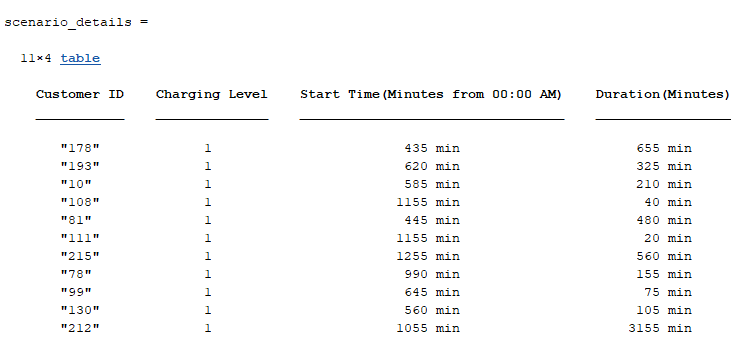 scenario_details =
11×4 table
Customer ID Charging Level Start Time(Minutes from 00:00 AM) Duration(Minutes)
"178" 1 435 min 655 min
"193" 1 620 min 325 min
"10" 1 585 min 210 min
"108" 1 1155 min 40 min
"81" 1 445 min 480 min
"111" 1 1155 min 20 min
"215" 1 1255 min 560 min
"78" 1 990 min 155 min
"99" 1 645 min 75 min
"130" 1 560 min 105 min
"212" 1 1055 min 3155 min